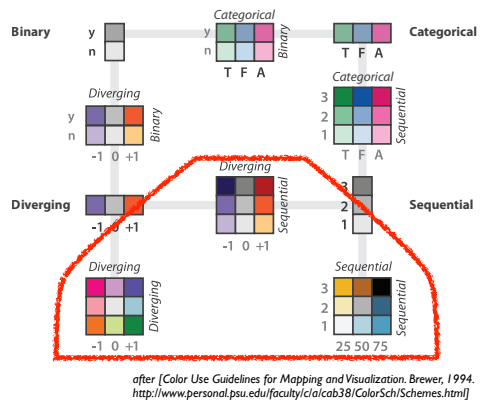 Categorical
Binary
y
n
y
n
Binary
Categorical
T F A
T F A
Categorical
Diverging
3
2
1
Sequential
y
n
Binary
-1 0 +1
T F A
Diverging
Diverging
3
2
1
Sequential
Sequential
-1 0 +1
-1 0 +1
Diverging
Sequential
3
2
1
Diverging
Sequential
-1 0 +1
25 50 75
after [Color Use Guidelines for Mapping and Visualization. Brewer, 1994.
http://www.personal.psu.edu/faculty/c/a/cab38/ColorSch/Schemes.html]